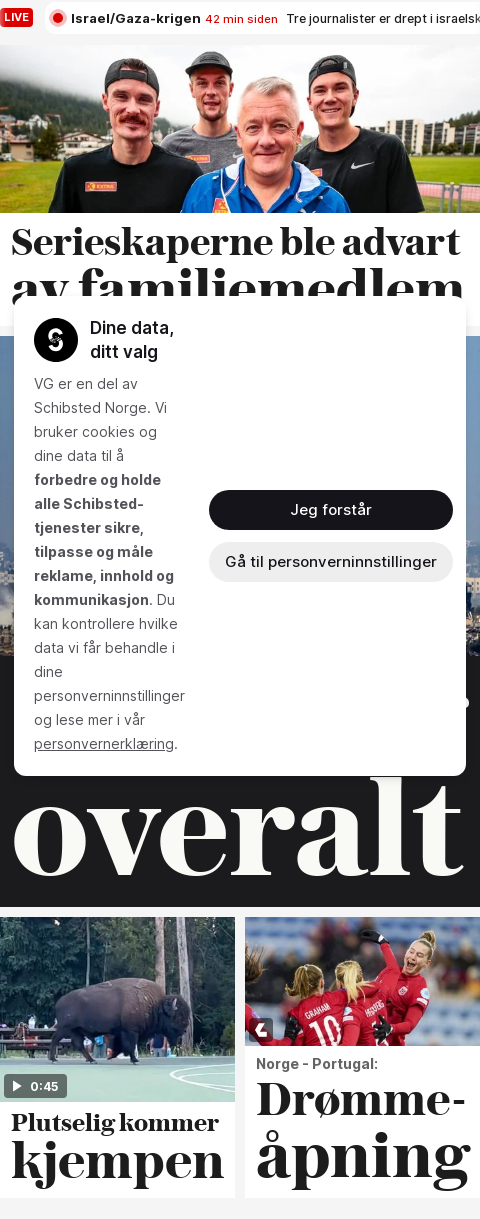 LIVE
Israel/Gaza-krigen 42 min siden Tre journalister er drept i israelsk
Serieskaperne ble advart
av familiemedlem
Dine data,
ditt valg
VG er en del av
Schibsted Norge. Vi
bruker cookies og
dine data til å
forbedre og holde
alle Schibsted-
tjenester sikre,
tilpasse og måle
reklame, innhold og
kommunikasjon. Du
kan kontrollere hvilke
data vi får behandle i
dine
personverninnstillinger
og lese mer i vår
personvernerklæring.
Jeg forstår
Gå til personverninnstillinger
overalt
0:45
Plutselig kommer
kjempen
GRAHAM
10
Norge - Portugal:
Drømme-
åpning